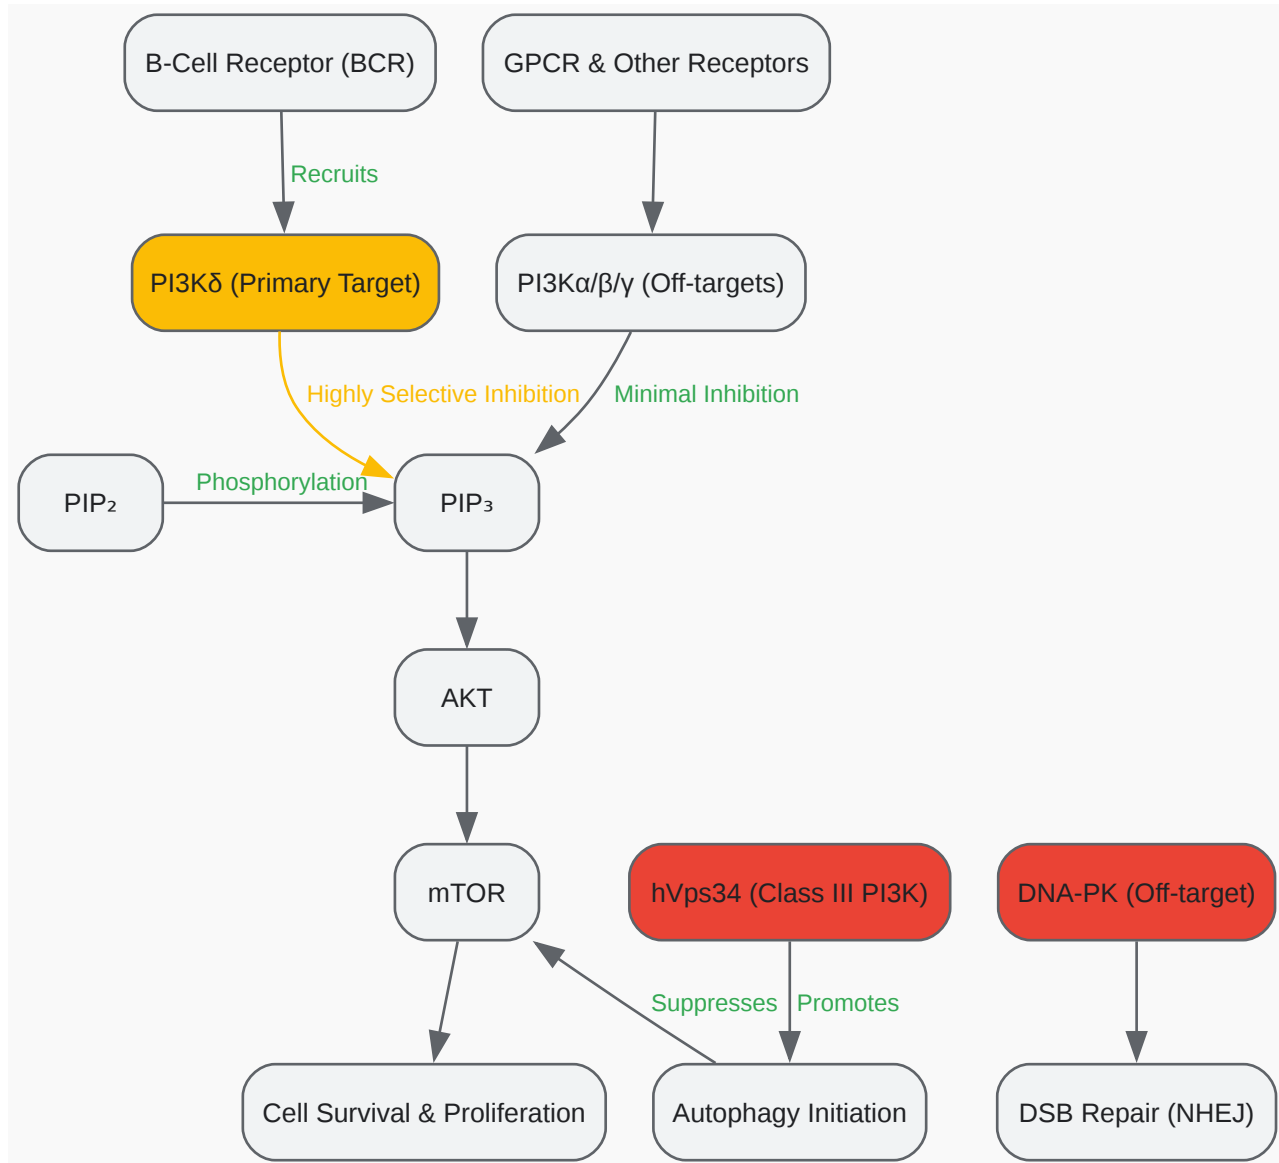 B-Cell Receptor (BCR)
GPCR & Other Receptors
Recruits
PI3Kδ (Primary Target)
PI3Kα/β/γ (Off-targets)
Highly Selective Inhibition
Minimal Inhibition
PIP₂
Phosphorylation
PIP₃
AKT
mTOR
hVps34 (Class III PI3K)
DNA-PK (Off-target)
Suppresses
Promotes
Cell Survival & Proliferation
Autophagy Initiation
DSB Repair (NHEJ)